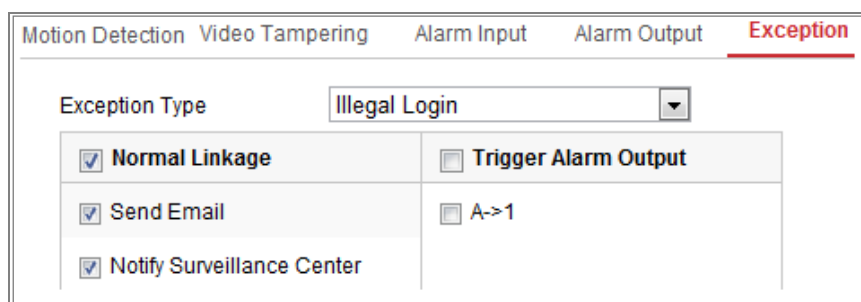 Motion Detection Video Tampering Alarm Input Alarm Output Exception
Exception Type Illegal Login
Normal Linkage Trigger Alarm Output
Send Email A->1
Notify Surveillance Center